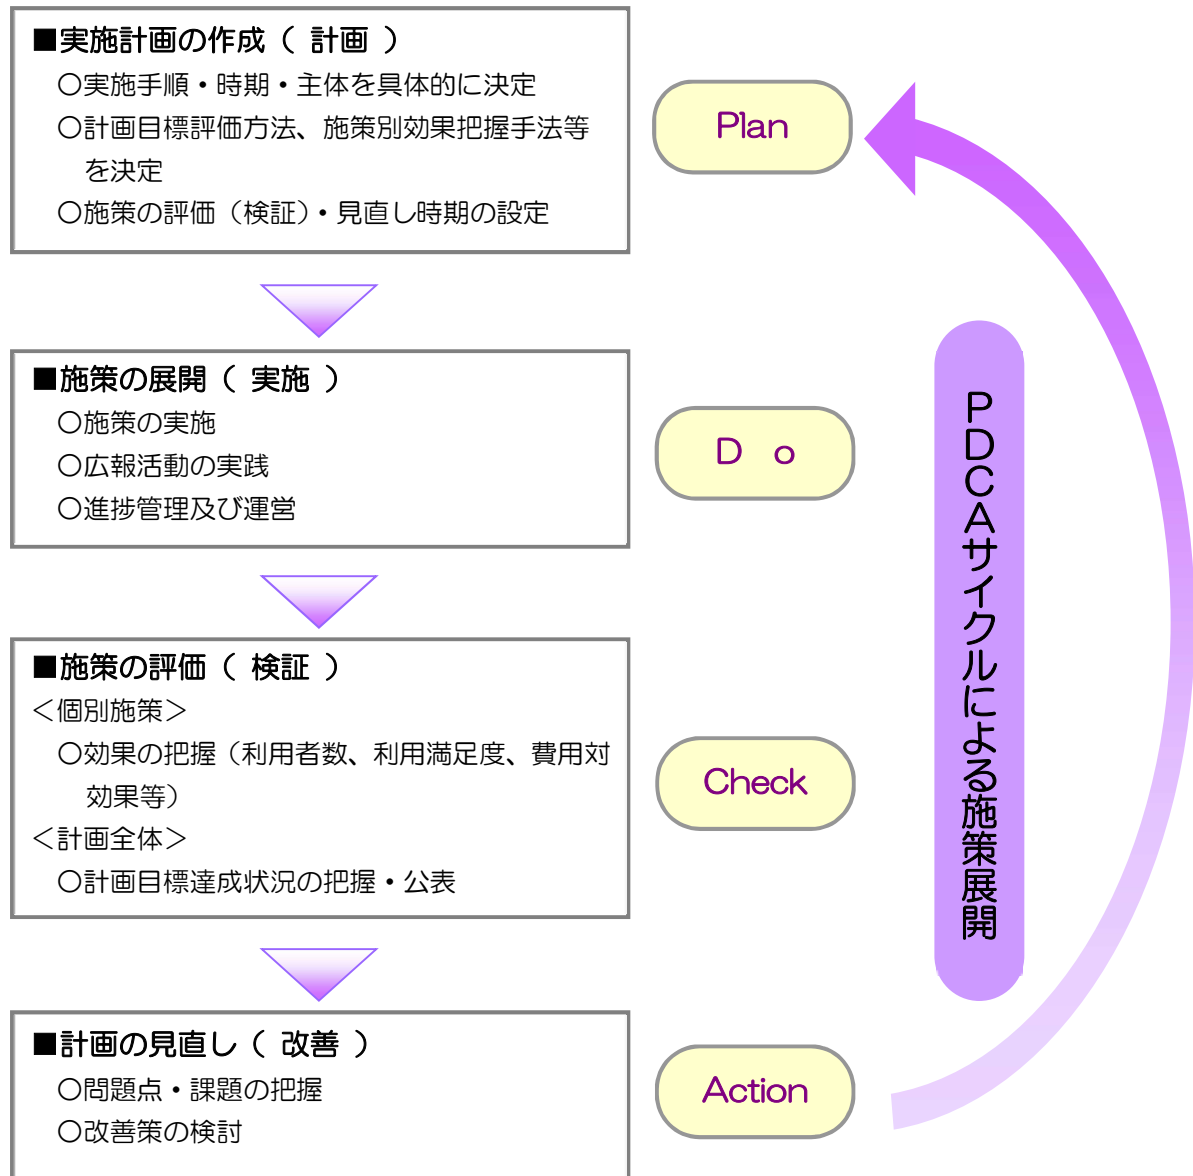 ■実施計画の作成（ 計画 ）
○実施手順・時期・主体を具体的に決定
○計画目標評価方法、施策別効果把握手法等
を決定
○施策の評価（検証）・見直し時期の設定
Plan
■施策の展開（ 実施 ）
○施策の実施
○広報活動の実践
○進捗管理及び運営
D o
■施策の評価（ 検証 ）
＜個別施策＞
○効果の把握（利用者数、利用満足度、費用対
効果等）
＜計画全体＞
○計画目標達成状況の把握・公表
Check
■計画の見直し（ 改善 ）
○問題点・課題の把握
○改善策の検討
Action
PDCAサイクルによる施策展開